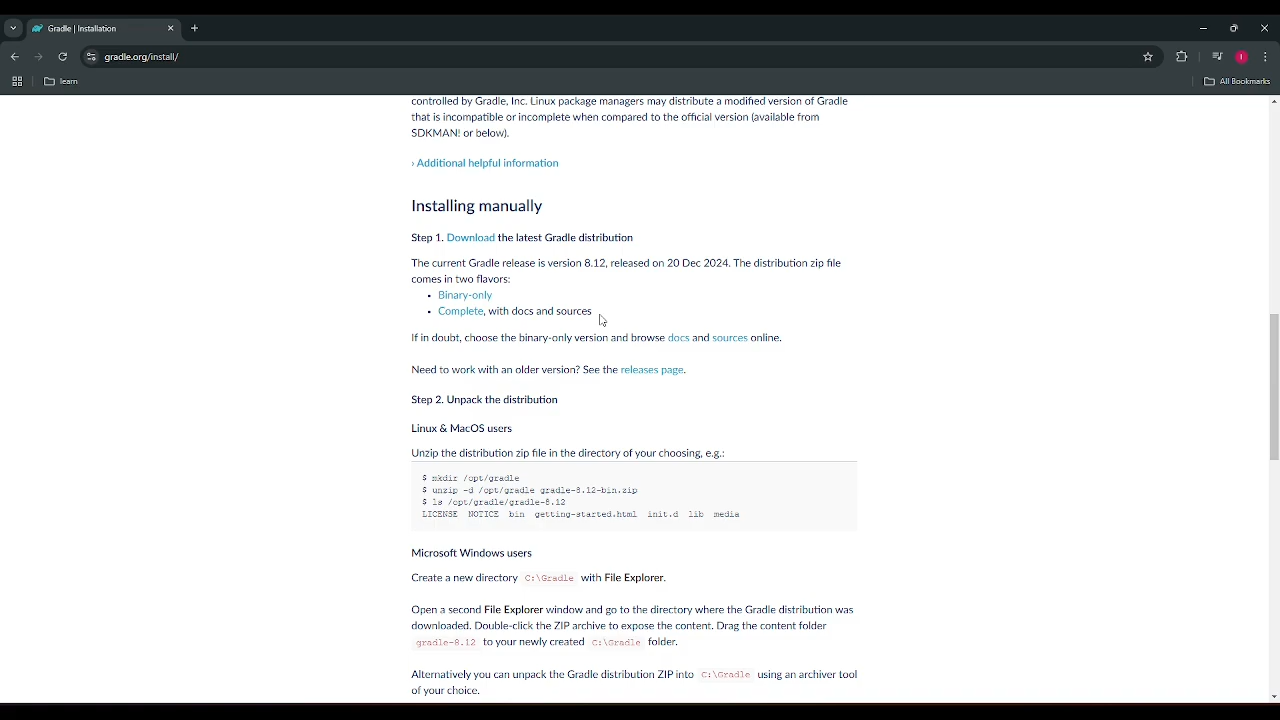 Gradle | Installation
gradle.org/install/
learn
All Bookmarks
controlled by Gradle, Inc. Linux package managers may distribute a modified version of Gradle
that is incompatible or incomplete when compared to the official version (available from
SDKMAN! or below).
› Additional helpful information
Installing manually
Step 1. Download the latest Gradle distribution
The current Gradle release is version 8.12, released on 20 Dec 2024. The distribution zip file
comes in two flavors:
• Binary-only
• Complete, with docs and sources
If in doubt, choose the binary-only version and browse docs and sources online.
Need to work with an older version? See the releases page.
Step 2. Unpack the distribution
Linux & MacOS users
Unzip the distribution zip file in the directory of your choosing, e.g.:
$ mkdir /opt/gradle
$ unzip -d /opt/gradle gradle-8.12-bin.zip
$ ls /opt/gradle/gradle-8.12
LICENSE NOTICE bin getting-started.html init.d lib media
Microsoft Windows users
Create a new directory C:\Gradle with File Explorer.
Open a second File Explorer window and go to the directory where the Gradle distribution was
downloaded. Double-click the ZIP archive to expose the content. Drag the content folder
gradle-8.12 to your newly created C:\Gradle folder.
Alternatively you can unpack the Gradle distribution ZIP into C:\Gradle using an archiver tool
of your choice.